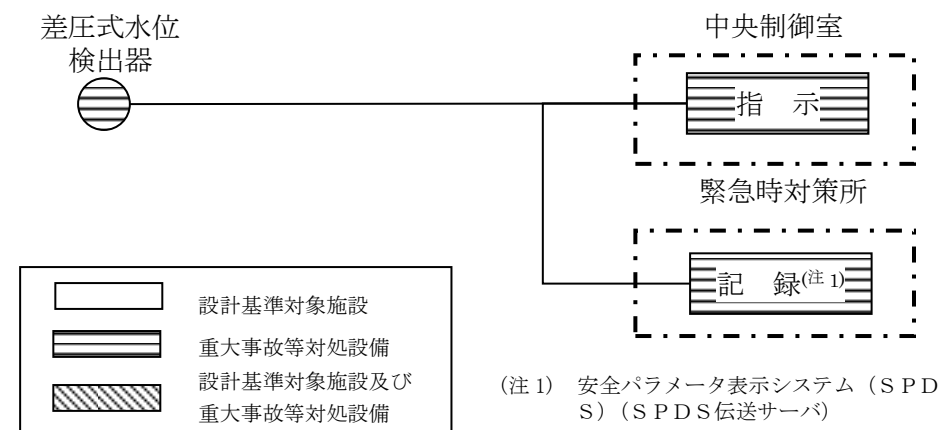 差圧式水位
検出器
中央制御室
指　示
緊急時対策所
記　録(注 1)
設計基準対象施設
重大事故等対処設備
設計基準対象施設及び
重大事故等対処設備
(注 1)　安全パラメータ表示システム（ＳＰＤ
Ｓ）（ＳＰＤＳ伝送サーバ）